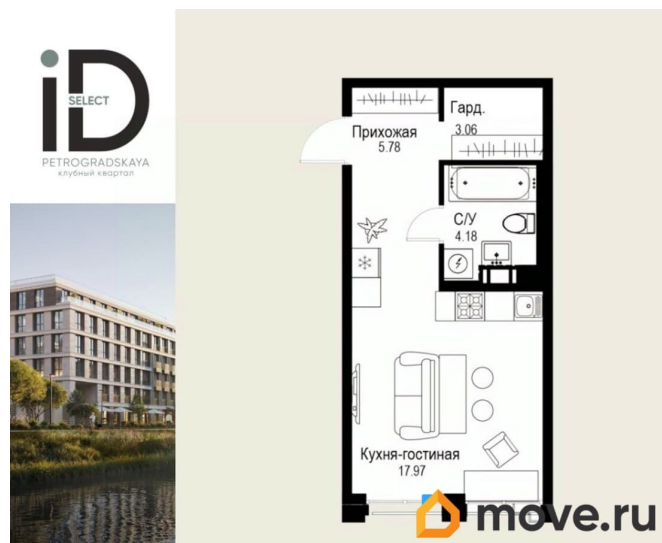 iD
SELECT
PETROGRADSKAYA
клубный квартал
Гард.
3.06
Прихожая
5.78
С/У
4.18
Кухня-гостиная
17.97
move.ru